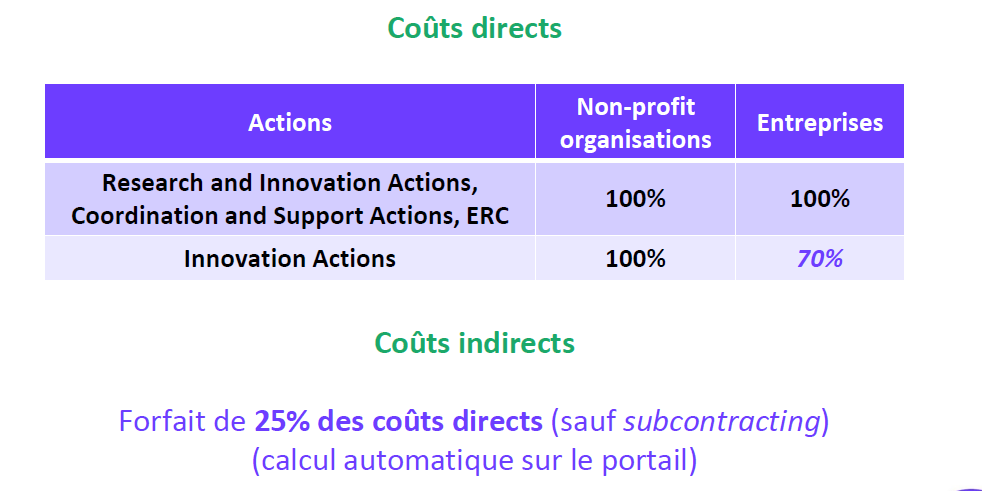 Coûts directs
Actions
Non-profit
organisations
Entreprises
Research and Innovation Actions,
Coordination and Support Actions, ERC
100%
100%
Innovation Actions
100%
70%
Coûts indirects
Forfait de 25% des coûts directs (sauf subcontracting)
(calcul automatique sur le portail)